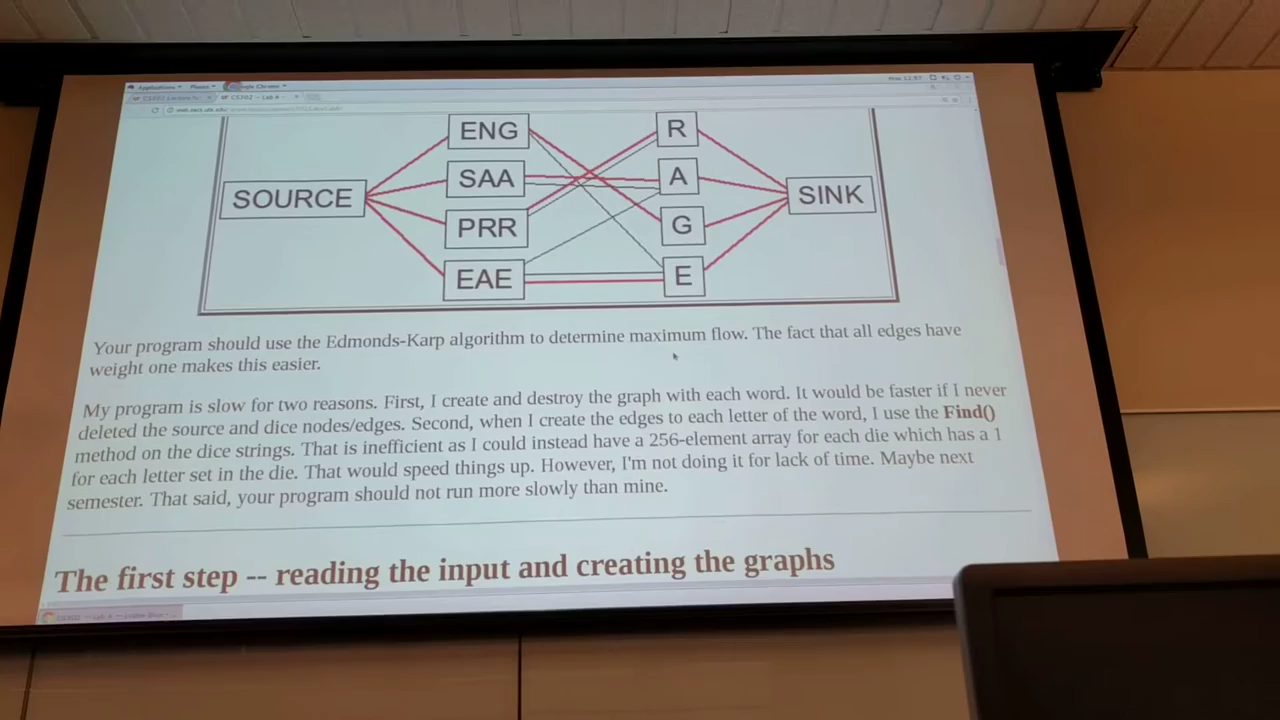 Applications Places Google Chrome
ENG R
SAA A
SOURCE SINK
PRR G
EAE E
Your program should use the Edmonds-Karp algorithm to determine maximum flow. The fact that all edges have
weight one makes this easier.
My program is slow for two reasons. First, I create and destroy the graph with each word. It would be faster if I never
deleted the source and dice nodes/edges. Second, when I create the edges to each letter of the word, I use the Find()
method on the dice strings. That is inefficient as I could instead have a 256-element array for each die which has a 1
for each letter set in the die. That would speed things up. However, I'm not doing it for lack of time. Maybe next
semester. That said, your program should not run more slowly than mine.
The first step -- reading the input and creating the graphs